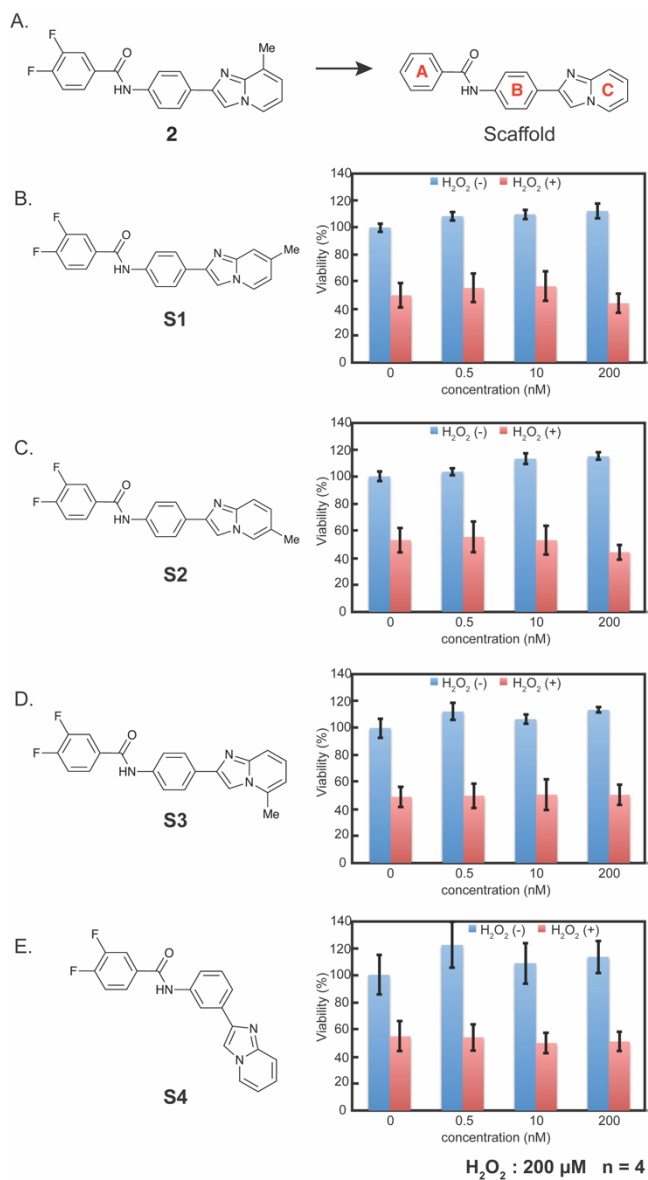 A.
F
F
O
HN
N
N
Me
2
A
O
HN
B
N
N
C
Scaffold
B.
F
F
O
HN
N
N
Me
S1
H₂O₂ (-) H₂O₂ (+)
Viability (%)
140
120
100
80
60
40
20
0
0 0.5 10 200
concentration (nM)
C.
F
F
O
HN
N
N
Me
S2
H₂O₂ (-) H₂O₂ (+)
Viability (%)
140
120
100
80
60
40
20
0
0 0.5 10 200
concentration (nM)
D.
F
F
O
HN
N
N
Me
S3
H₂O₂ (-) H₂O₂ (+)
Viability (%)
140
120
100
80
60
40
20
0
0 0.5 10 200
concentration (nM)
E.
F
F
O
HN
N
N
S4
H₂O₂ (-) H₂O₂ (+)
Viability (%)
140
120
100
80
60
40
20
0
0 0.5 10 200
concentration (nM)
H₂O₂ : 200 µM n = 4